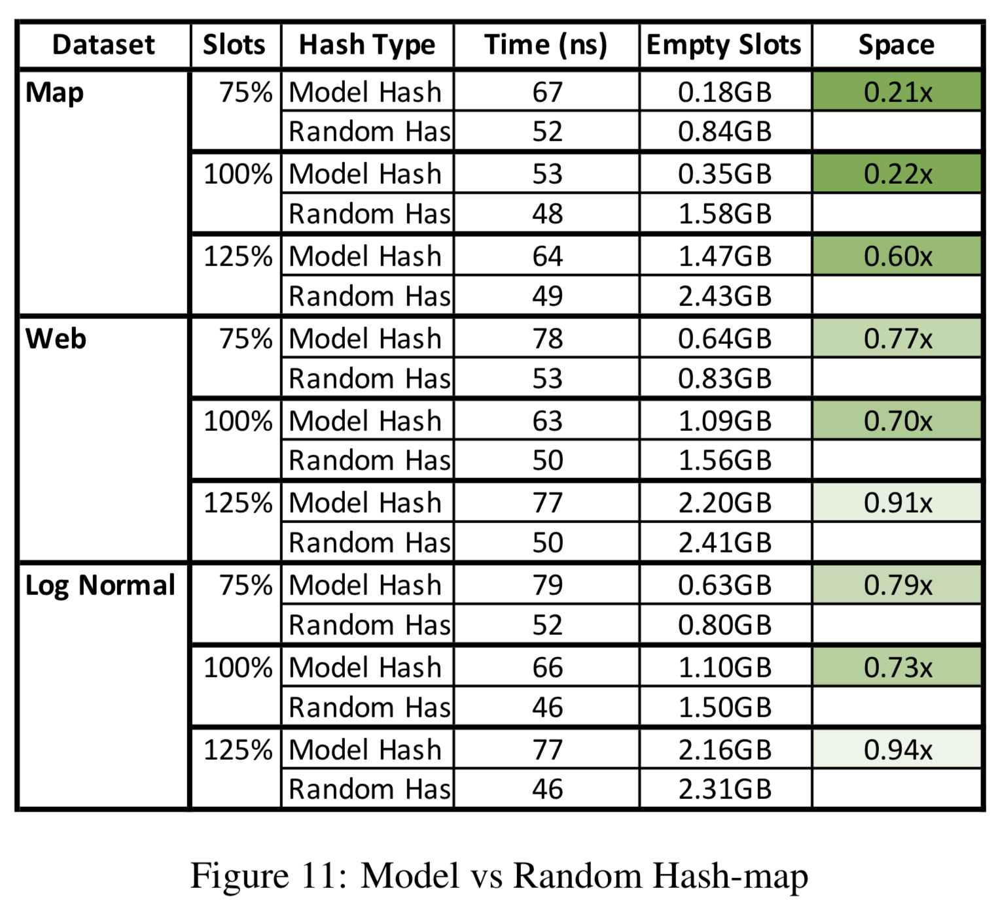 Dataset Slots Hash Type Time (ns) Empty Slots Space
Map 75% Model Hash 67 0.18GB 0.21x
Random Has 52 0.84GB
100% Model Hash 53 0.35GB 0.22x
Random Has 48 1.58GB
125% Model Hash 64 1.47GB 0.60x
Random Has 49 2.43GB
Web 75% Model Hash 78 0.64GB 0.77x
Random Has 53 0.83GB
100% Model Hash 63 1.09GB 0.70x
Random Has 50 1.56GB
125% Model Hash 77 2.20GB 0.91x
Random Has 50 2.41GB
Log Normal 75% Model Hash 79 0.63GB 0.79x
Random Has 52 0.80GB
100% Model Hash 66 1.10GB 0.73x
Random Has 46 1.50GB
125% Model Hash 77 2.16GB 0.94x
Random Has 46 2.31GB
Figure 11: Model vs Random Hash-map